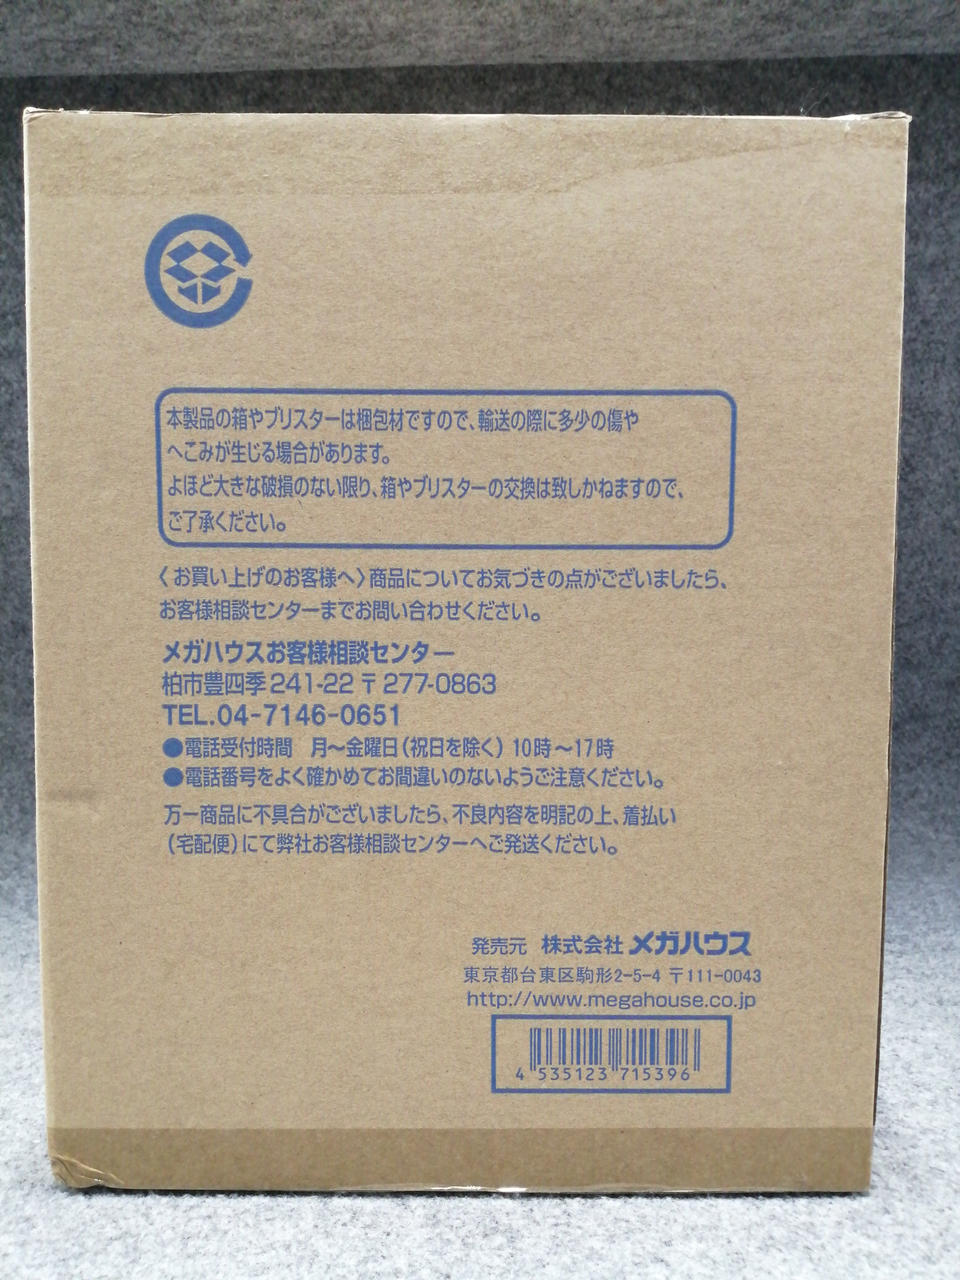 本製品の箱やブリスターは梱包材ですので、輸送の際に多少の傷や
へこみが生じる場合があります。
よほど大きな破損のない限り、箱やブリスターの交換は致しかねますので、
ご了承ください。
〈お買い上げのお客様へ〉商品についてお気づきの点がございましたら、
お客様相談センターまでお問い合わせください。
メガハウスお客様相談センター
柏市豊四季241-22 〒277-0863
TEL.04-7146-0651
●電話受付時間　月〜金曜日(祝日を除く) 10時〜17時
●電話番号をよく確かめてお間違いのないようご注意ください。
万一商品に不具合がございましたら、不良内容を明記の上、着払い
(宅配便)にて弊社お客様相談センターへご発送ください。
発売元 株式会社メガハウス
東京都台東区駒形2-5-4 〒111-0043
http://www.megahouse.co.jp
4 535123 715396